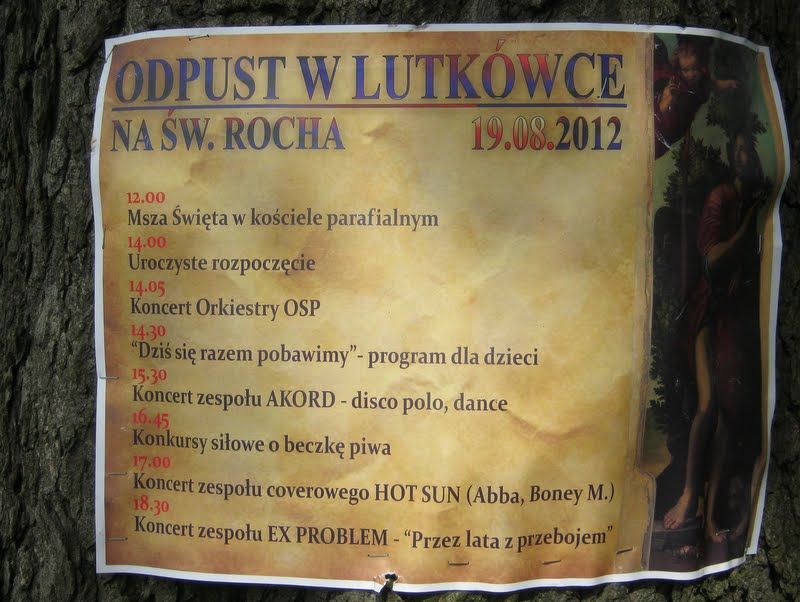 ODPUST W LUTKÓWCE
NA ŚW. ROCHA 19.08.2012
12.00
Msza Święta w kościele parafialnym
14.00
Uroczyste rozpoczęcie
14.05
Koncert Orkiestry OSP
14.30
“Dziś się razem pobawimy”- program dla dzieci
15.30
Koncert zespołu AKORD - disco polo, dance
16.45
Konkursy siłowe o beczkę piwa
17.00
Koncert zespołu coverowego HOT SUN (Abba, Boney M.)
18.30
Koncert zespołu EX PROBLEM - “Przez lata z przebojem”